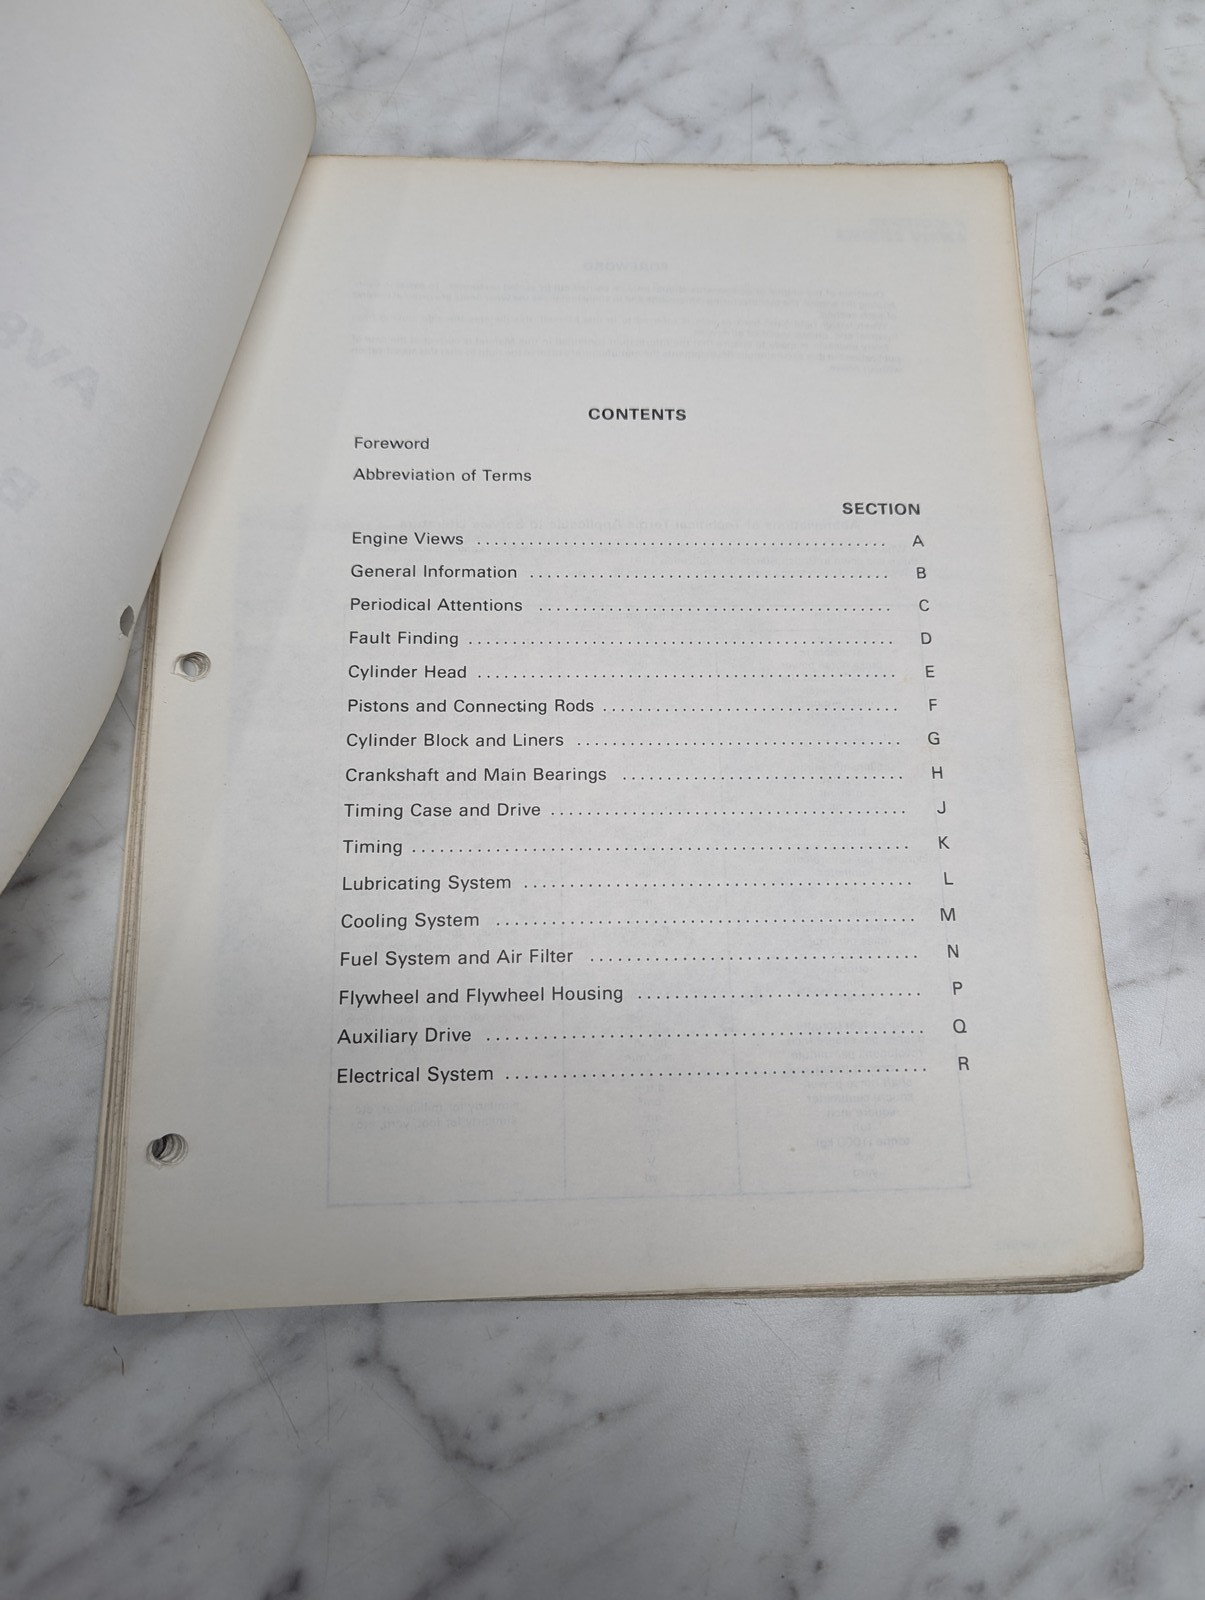 CONTENTS
Foreword
Abbreviation of Terms
SECTION
Engine Views ................................................ A
General Information .......................................... B
Periodical Attentions ......................................... C
Fault Finding ................................................. D
Cylinder Head ................................................ E
Pistons and Connecting Rods .................................. F
Cylinder Block and Liners ..................................... G
Crankshaft and Main Bearings ................................ H
Timing Case and Drive ........................................ J
Timing ........................................................ K
Lubricating System ............................................ L
Cooling System ............................................... M
Fuel System and Air Filter ..................................... N
Flywheel and Flywheel Housing ................................ P
Auxiliary Drive ................................................ Q
Electrical System .............................................. R